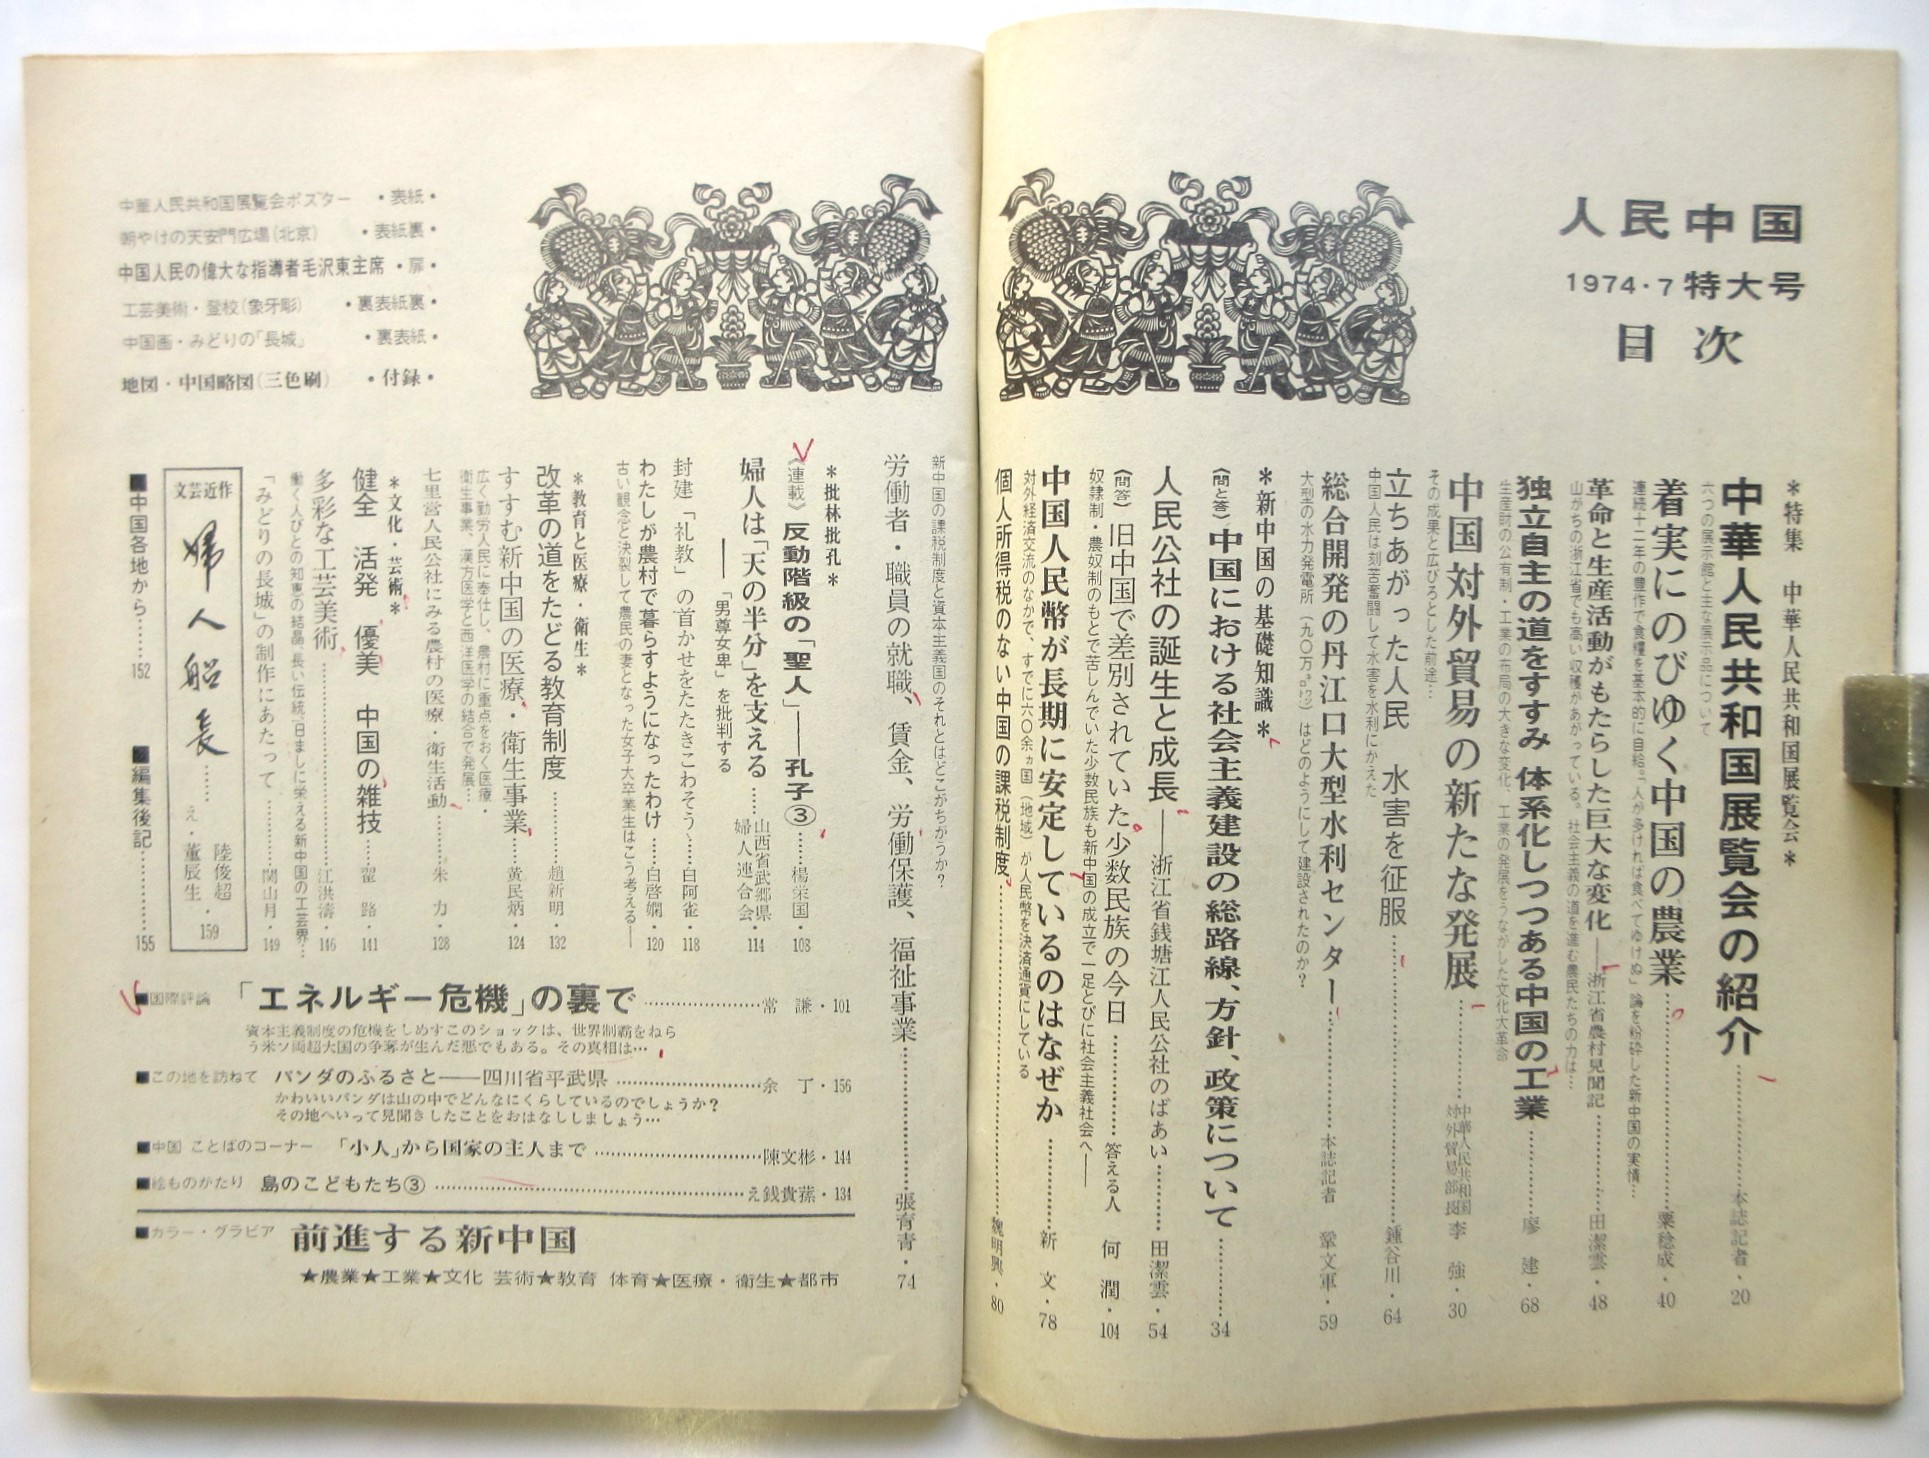 人民中国
1974・7特大号
目次
＊特集　中華人民共和国展覧会＊
中華人民共和国展覧会の紹介……本誌記者・20
六つの展示館と主な展示品について
着実にのびゆく中国の農業……粟稔成・40
連続十二年の豊作で食糧を基本的に自給。「人が多ければ食べてゆけぬ」論を粉砕した新中国の実情…
革命と生産活動がもたらした巨大な変化──浙江省農村見聞記……田潔雲・48
山がちの浙江省でも高い収穫があがっている。社会主義の道を進む農民たちの力は…
独立自主の道をすすみ 体系化しつつある中国の工業……廖　建・68
生産財の公有制・工業の布局の大きな変化、工業の発展をうながした文化大革命
中国対外貿易の新たな発展……中華人民共和国対外貿易部長 李　強・30
その成果と広びろとした前途…
立ちあがった人民　水害を征服……鍾谷川・64
中国人民は刻苦奮闘して水害を水利にかえた
総合開発の丹江口大型水利センター……本誌記者　鞏文軍・59
大型の水力発電所（九〇万キロワット）はどのようにして建設されたのか？
＊新中国の基礎知識＊
（問と答）中国における社会主義建設の総路線、方針、政策について……34
人民公社の誕生と成長──浙江省銭塘江人民公社のばあい……田潔雲・54
（問答）旧中国で差別されていた少数民族の今日……答える人　何　潤・104
奴隷制・農奴制のもとで苦しんでいた少数民族も新中国の成立で一足とびに社会主義社会へ──
中国人民幣が長期に安定しているのはなぜか……新　文・78
対外経済交流のなかで、すでに六〇余ヵ国（地域）が人民幣を決済通貨にしている
個人所得税のない中国の課税制度……魏明興・80
新中国の課税制度と資本主義国のそれとはどこがちがうか？
労働者・職員の就職、賃金、労働保護、福祉事業……張育青・74
中華人民共和国展覧会ポスター　・表紙・
朝やけの天安門広場（北京）　・表紙裏・
中国人民の偉大な指導者毛沢東主席・扉・
工芸美術・登校（象牙彫）　・裏表紙裏・
中国画・みどりの「長城」　・裏表紙・
地図・中国略図（三色刷）　・付録・
＊批林批孔＊
〈連載〉反動階級の「聖人」──孔子③……楊栄国・108
婦人は「天の半分」を支える……山西省武郷県婦人連合会・114
──「男尊女卑」を批判する
封建「礼教」の首かせをたたきこわそう……白阿雀・118
わたしが農村で暮らすようになったわけ……白啓嫻・120
古い観念と決裂して農民の妻となった女子大卒業生はこう考える──
＊教育と医療・衛生＊
改革の道をたどる教育制度……趙新明・132
すすむ新中国の医療・衛生事業……黄民炳・124
広く勤労人民に奉仕し、農村に重点をおく医療・
衛生事業、漢方医学と西洋医学の結合で発展…
七里営人民公社にみる農村の医療・衛生活動……朱　力・128
＊文化・芸術＊
健全　活発　優美　中国の雑技……翟　路・141
多彩な工芸美術……江洪濤・146
働く人びとの知恵の結晶、長い伝統、日ましに栄える新中国の工芸界…
「みどりの長城」の制作にあたって……関山月・149
文芸近作
婦人船長……陸俊超
え・董辰生・159
■中国各地から……152
■編集後記……155
■国際評論　「エネルギー危機」の裏で……常　謙・101
資本主義制度の危機をしめすこのショックは、世界制覇をねら
う米ソ両超大国の争奪が生んだ悪でもある。その真相は…
■この地を訪ねて　パンダのふるさと──四川省平武県……余　丁・156
かわいいパンダは山の中でどんなにくらしているのでしょうか？
その地へいって見聞きしたことをおはなししましょう…
■中国 ことばのコーナー　「小人」から国家の主人まで……陳文彬・144
■絵ものがたり　島のこどもたち③……え銭貴蓀・134
■カラー・グラビア　前進する新中国
★農業★工業★文化 芸術★教育 体育★医療・衛生★都市